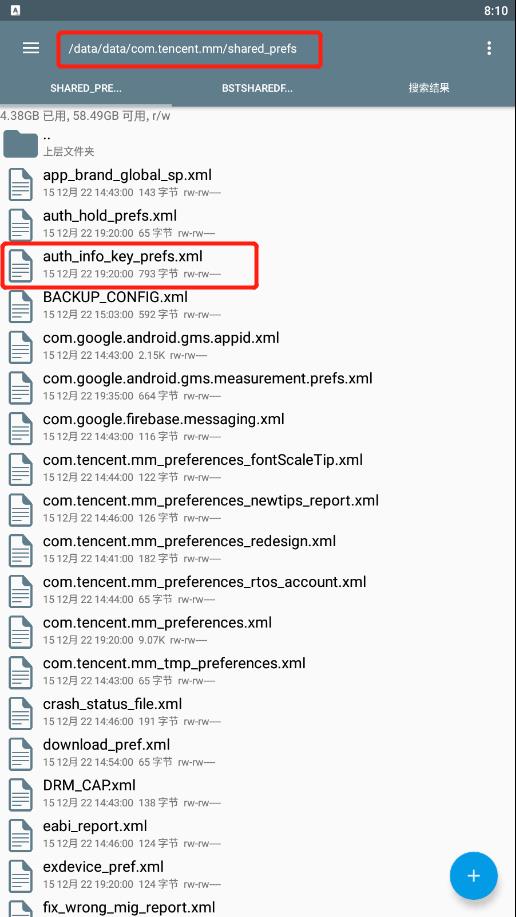 A
8:10
/data/data/com.tencent.mm/shared_prefs
SHARED_PRE...
BSTSHAREDF...
搜索结果
4.38GB 已用, 58.49GB 可用, r/w
..
上层文件夹
app_brand_global_sp.xml
15 12月 22 14:43:00 143 字节 rw-rw----
auth_hold_prefs.xml
15 12月 22 19:20:00 65 字节 rw-rw----
auth_info_key_prefs.xml
15 12月 22 19:20:00 793 字节 rw-rw----
BACKUP_CONFIG.xml
15 12月 22 15:03:00 592 字节 rw-rw----
com.google.android.gms.appid.xml
15 12月 22 14:43:00 2.15K rw-rw----
com.google.android.gms.measurement.prefs.xml
15 12月 22 19:35:00 664 字节 rw-rw----
com.google.firebase.messaging.xml
15 12月 22 14:43:00 116 字节 rw-rw----
com.tencent.mm_preferences_fontScaleTip.xml
15 12月 22 14:44:00 122 字节 rw-rw----
com.tencent.mm_preferences_newtips_report.xml
15 12月 22 14:46:00 126 字节 rw-rw----
com.tencent.mm_preferences_redesign.xml
15 12月 22 14:41:00 182 字节 rw-rw----
com.tencent.mm_preferences_rtos_account.xml
15 12月 22 14:44:00 65 字节 rw-rw----
com.tencent.mm_preferences.xml
15 12月 22 19:20:00 9.07K rw-rw----
com.tencent.mm_tmp_preferences.xml
15 12月 22 14:43:00 65 字节 rw-rw----
crash_status_file.xml
15 12月 22 14:46:00 191 字节 rw-rw----
download_pref.xml
15 12月 22 14:54:00 65 字节 rw-rw----
DRM_CAP.xml
15 12月 22 14:43:00 138 字节 rw-rw----
eabi_report.xml
15 12月 22 14:46:00 124 字节 rw-rw----
exdevice_pref.xml
15 12月 22 19:20:00 124 字节 rw-rw----
fix_wrong_mig_report.xml